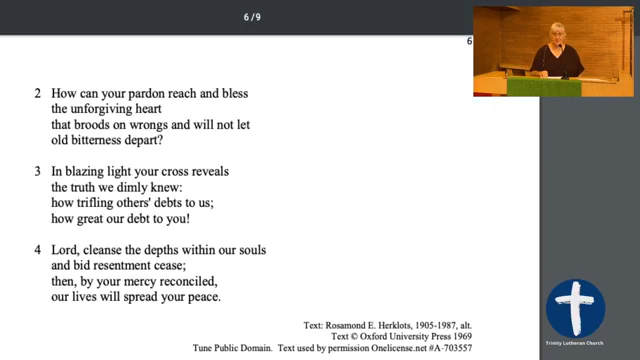 6/9
6
2 How can your pardon reach and bless
the unforgiving heart
that broods on wrongs and will not let
old bitterness depart?
3 In blazing light your cross reveals
the truth we dimly knew:
how trifling others' debts to us;
how great our debt to you!
4 Lord, cleanse the depths within our souls
and bid resentment cease;
then, by your mercy reconciled,
our lives will spread your peace.
Text: Rosamond E. Herklots, 1905-1987, alt.
Text © Oxford University Press 1969
Tune Public Domain. Text used by permission Onelicense.net #A-703557
Trinity Lutheran Church